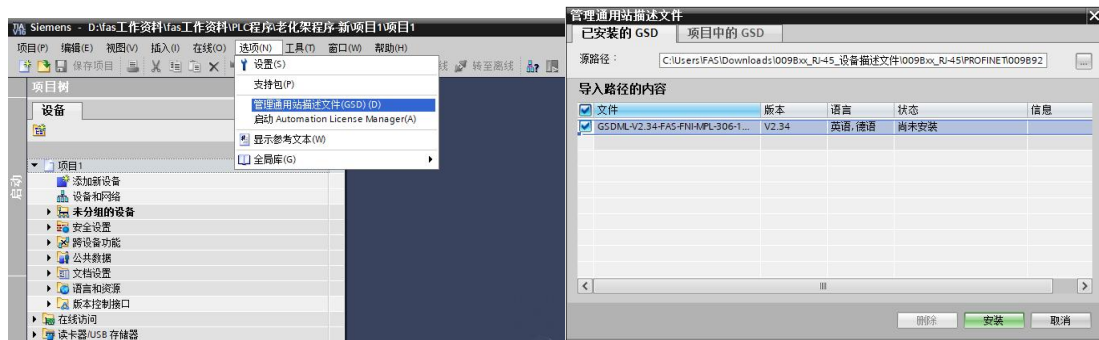 Siemens - D:\fas工作资料\fas工作资料\PLC程序\老化架程序-新\项目1\项目1
项目(P) 编辑(E) 视图(V) 插入(I) 在线(O) 选项(N) 工具(T) 窗口(W) 帮助(H)
保存项目
转至离线
设置(S)
支持包(P)
管理通用站描述文件(GSD) (D)
启动 Automation License Manager(A)
显示参考文本(W)
全局库(G)
项目树
设备
启动
项目1
添加新设备
设备和网络
未分组的设备
安全设置
跨设备功能
公共数据
文档设置
语言和资源
版本控制接口
在线访问
读卡器/USB 存储器
管理通用站描述文件
已安装的 GSD 项目中的 GSD
源路径: C:\Users\FAS\Downloads\009Bxx_RJ-45_设备描述文件\009Bxx_RJ-45\PROFINET\009B92 ...
导入路径的内容
文件 版本 语言 状态 信息
GSDML-V2.34-FAS-FNI-MPL-306-1... V2.34 英语, 德语 尚未安装
删除 安装 取消